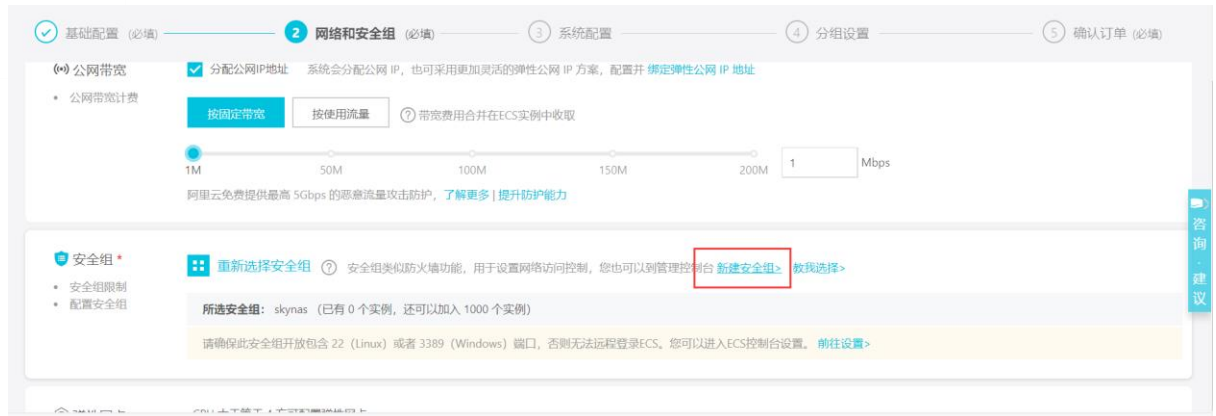 基础配置 (必填)
2 网络和安全组 (必填)
3 系统配置
4 分组设置
5 确认订单 (必填)
公网带宽
• 公网带宽计费
分配公网IP地址 系统会分配公网 IP，也可采用更加灵活的弹性公网 IP 方案，配置并 绑定弹性公网 IP 地址
按固定带宽 按使用流量 ? 带宽费用合并在ECS实例中收取
1M 50M 100M 150M 200M 1 Mbps
阿里云免费提供最高 5Gbps 的恶意流量攻击防护，了解更多 | 提升防护能力
咨询·建议
安全组 *
• 安全组限制
• 配置安全组
重新选择安全组 ? 安全组类似防火墙功能，用于设置网络访问控制，您也可以到管理控制台 新建安全组> 教我选择>
所选安全组：skynas （已有 0 个实例，还可以加入 1000 个实例）
请确保此安全组开放包含 22（Linux）或者 3389（Windows）端口，否则无法远程登录ECS。您可以进入ECS控制台设置。 前往设置>